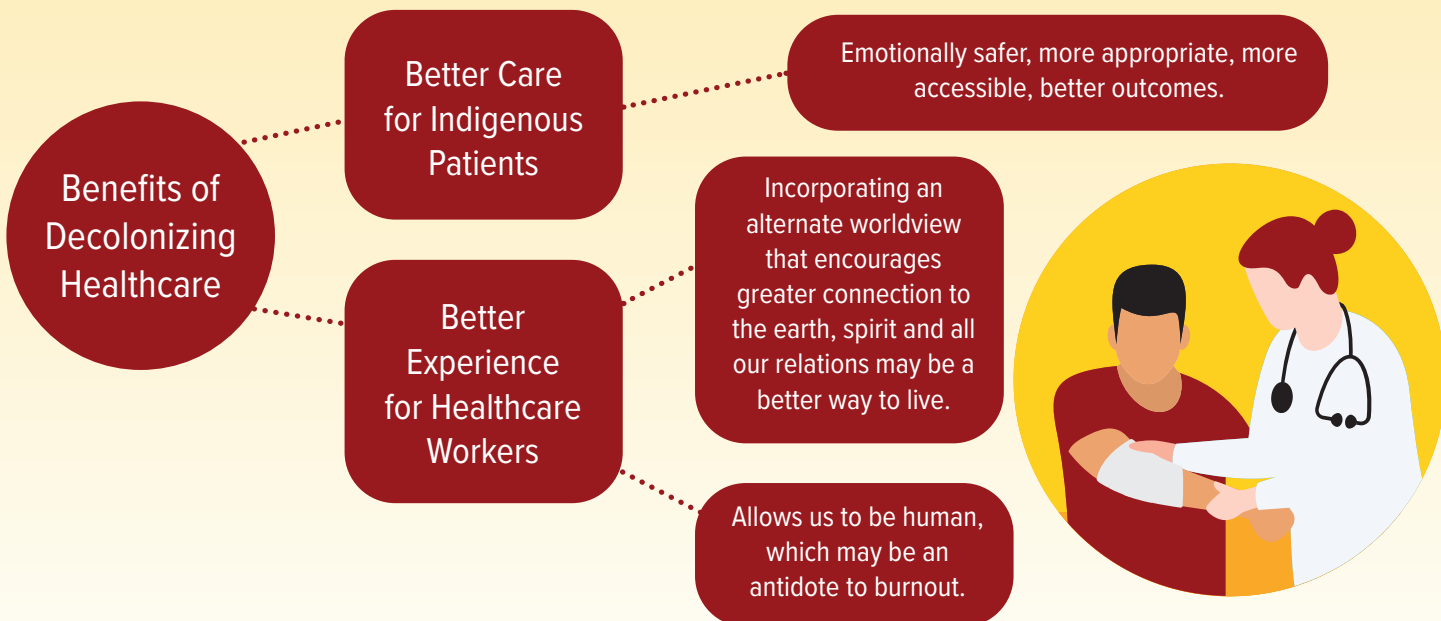 Benefits of
Decolonizing
Healthcare
Better Care
for Indigenous
Patients
Emotionally safer, more appropriate, more
accessible, better outcomes.
Better
Experience
for Healthcare
Workers
Incorporating an
alternate worldview
that encourages
greater connection to
the earth, spirit and all
our relations may be a
better way to live.
Allows us to be human,
which may be an
antidote to burnout.